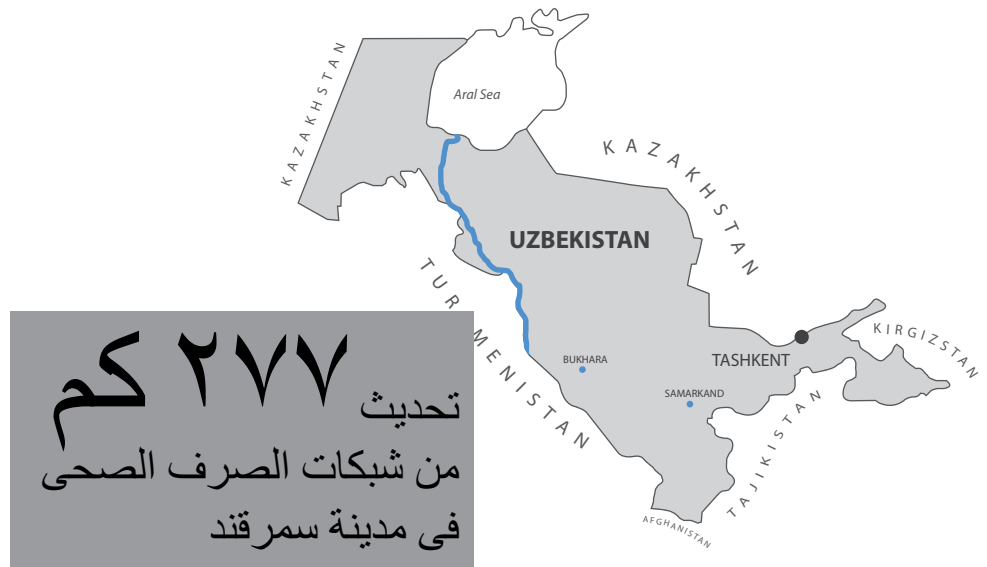 KAZAKHSTAN
Aral Sea
KAZAKHSTAN
UZBEKISTAN
TURKMENISTAN
KIRGIZSTAN
TASHKENT
BUKHARA
SAMARKAND
TAJIKISTAN
AFGHANISTAN
تحديث ٢٧٧ كم
من شبكات الصرف الصحى
فى مدينة سمرقند